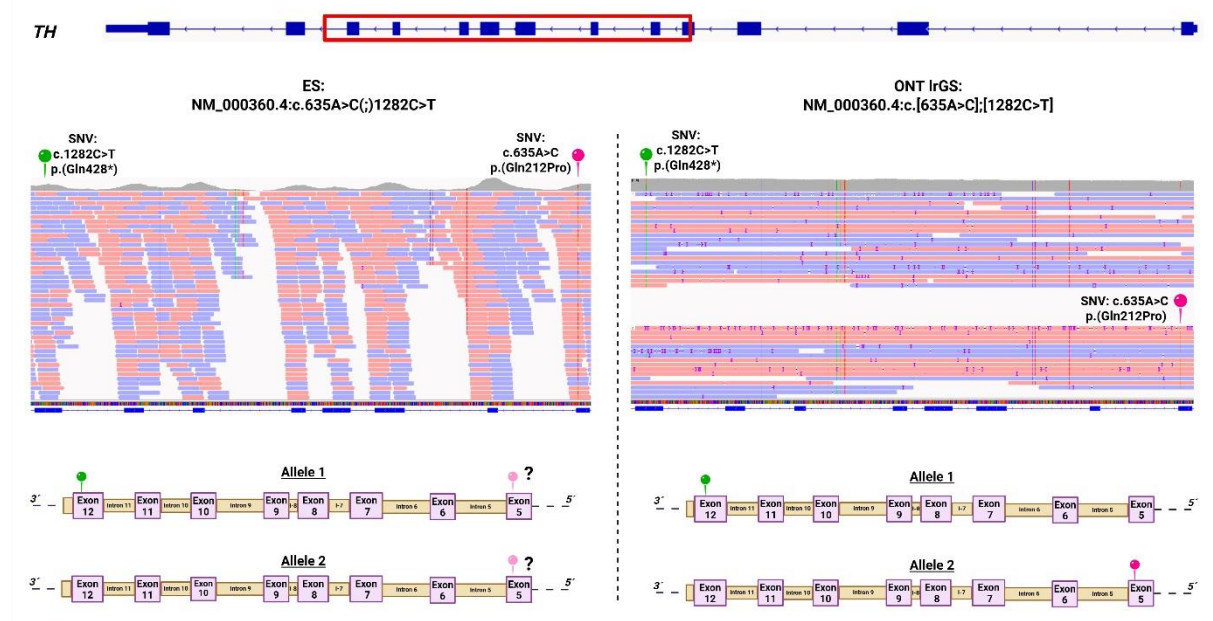 TH
ES:
NM_000360.4:c.635A>C(;)1282C>T
SNV:
c.1282C>T
p.(Gln428*)
SNV:
c.635A>C
p.(Gln212Pro)
Allele 1
?
3´
Exon 12
Intron 11
Exon 11
Intron 10
Exon 10
Intron 9
Exon 9
I-8
Exon 8
I-7
Exon 7
Intron 6
Exon 6
Intron 5
Exon 5
5´
Allele 2
?
3´
Exon 12
Intron 11
Exon 11
Intron 10
Exon 10
Intron 9
Exon 9
I-8
Exon 8
I-7
Exon 7
Intron 6
Exon 6
Intron 5
Exon 5
5´
ONT lrGS:
NM_000360.4:c.[635A>C];[1282C>T]
SNV:
c.1282C>T
p.(Gln428*)
SNV: c.635A>C
p.(Gln212Pro)
Allele 1
3´
Exon 12
Intron 11
Exon 11
Intron 10
Exon 10
Intron 9
Exon 9
I-8
Exon 8
I-7
Exon 7
Intron 6
Exon 6
Intron 5
Exon 5
5´
Allele 2
3´
Exon 12
Intron 11
Exon 11
Intron 10
Exon 10
Intron 9
Exon 9
I-8
Exon 8
I-7
Exon 7
Intron 6
Exon 6
Intron 5
Exon 5
5´